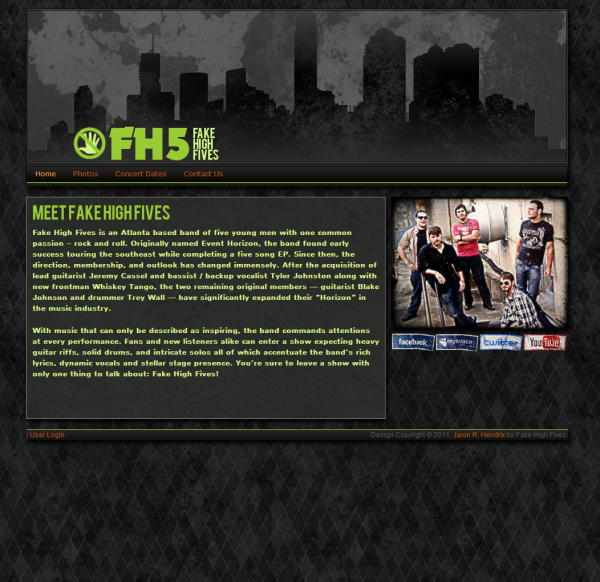 FH5 FAKE
HIGH
FIVES
Home Photos Concert Dates Contact Us
MEET FAKE HIGH FIVES
Fake High Fives is an Atlanta based band of five young men with one common
passion – rock and roll. Originally named Event Horizon, the band found early
success touring the southeast while completing a five song EP. Since then, the
direction, membership, and outlook has changed immensely. After the acquisition of
lead guitarist Jeremy Cassel and bassist / backup vocalist Tyler Johnston along with
new frontman Whiskey Tango, the two remaining original members — guitarist Blake
Johnson and drummer Trey Wall — have significantly expanded their "Horizon" in
the music industry.
With music that can only be described as inspiring, the band commands attentions
at every performance. Fans and new listeners alike can enter a show expecting heavy
guitar riffs, solid drums, and intricate solos all of which accentuate the band's rich
lyrics, dynamic vocals and stellar stage presence. You're sure to leave a show with
only one thing to talk about: Fake High Fives!
facebook myspace twitter YouTube
| User Login
Design Copyright © 2011, Jaron R. Hendrix for Fake High Fives